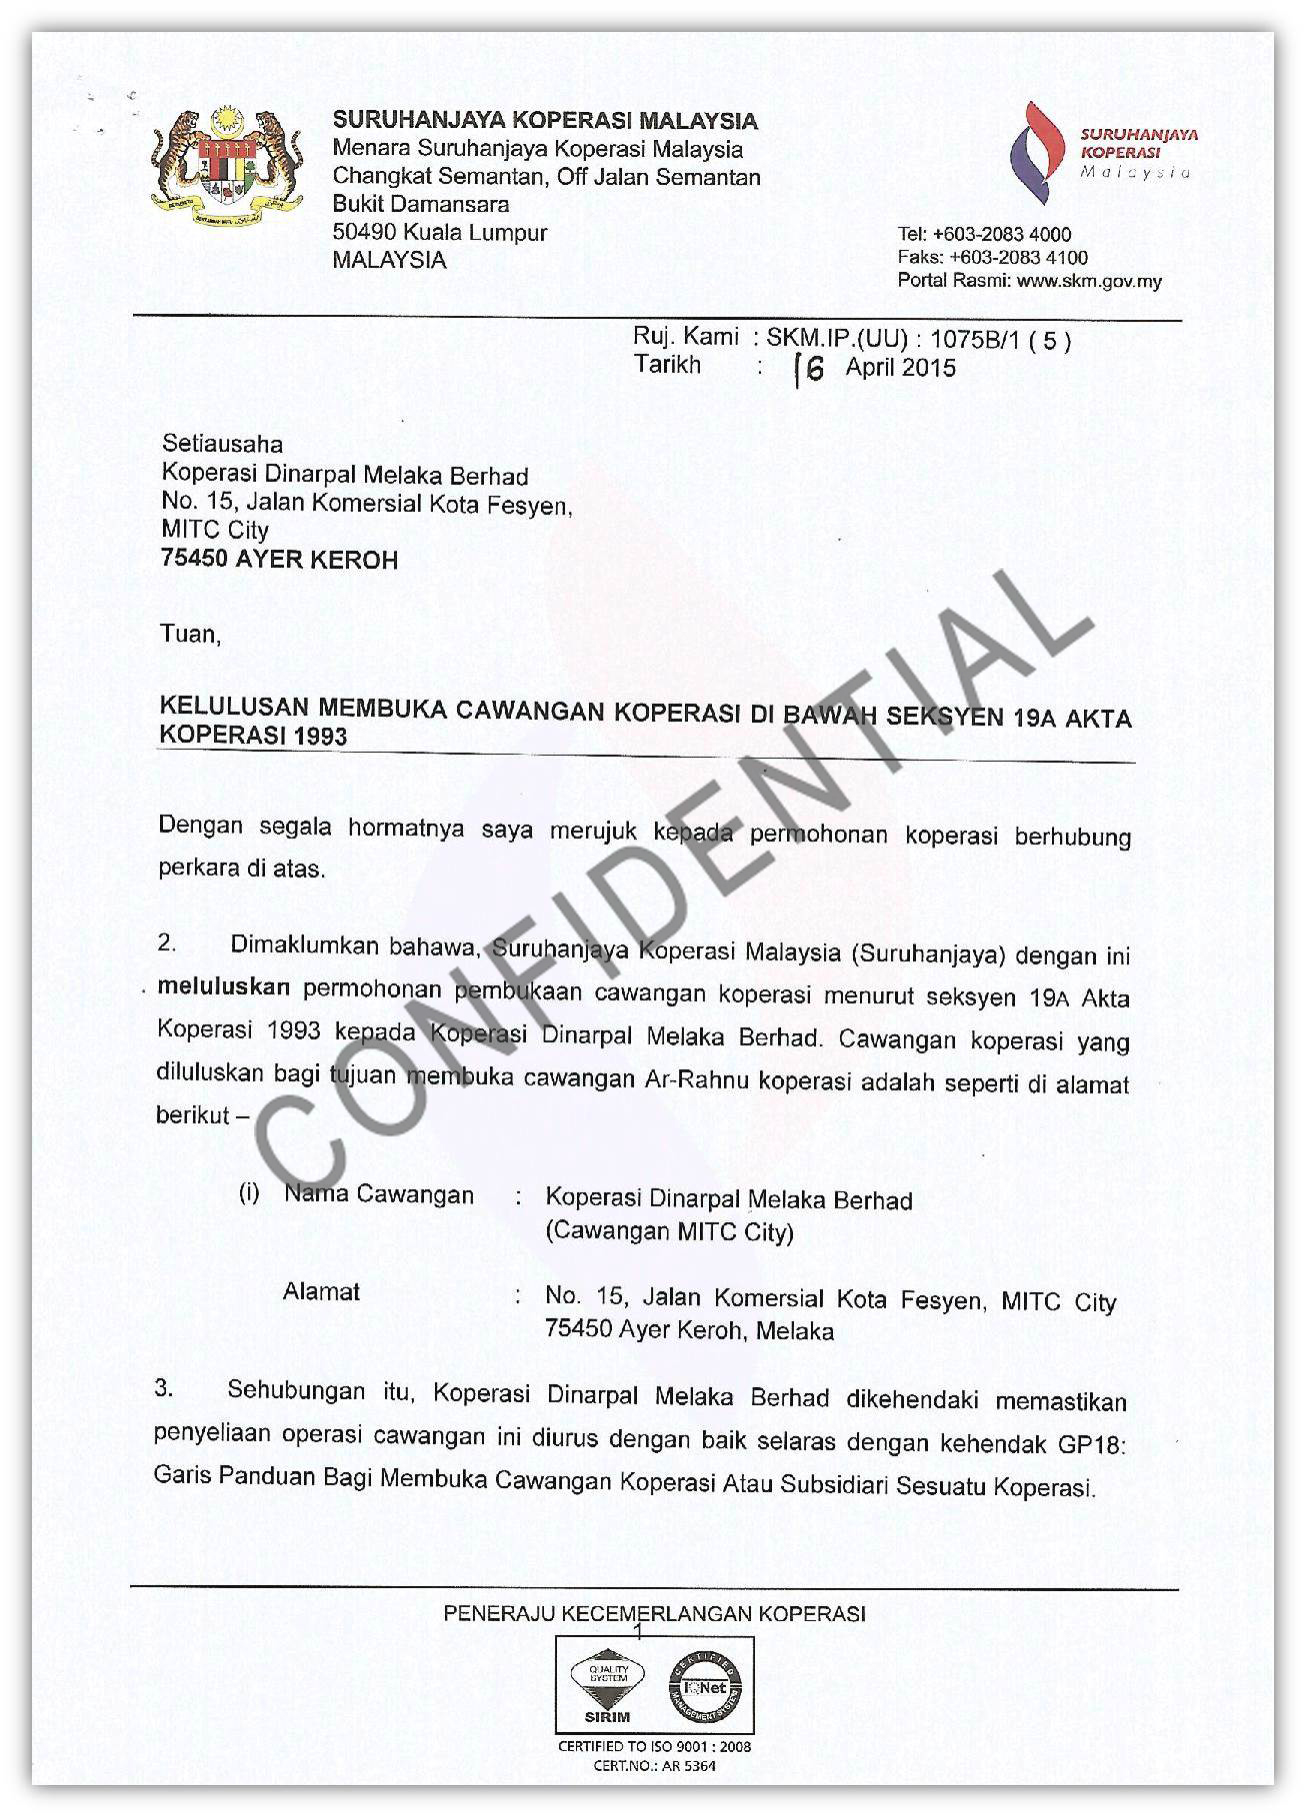 SURUHANJAYA KOPERASI MALAYSIA
Menara Suruhanjaya Koperasi Malaysia
Changkat Semantan, Off Jalan Semantan
Bukit Damansara
50490 Kuala Lumpur
MALAYSIA
SURUHANJAYA
KOPERASI
Malaysia
Tel: +603-2083 4000
Faks: +603-2083 4100
Portal Rasmi: www.skm.gov.my
Ruj. Kami : SKM.IP.(UU) : 1075B/1 ( 5 )
Tarikh : 16 April 2015
Setiausaha
Koperasi Dinarpal Melaka Berhad
No. 15, Jalan Komersial Kota Fesyen,
MITC City
75450 AYER KEROH
Tuan,
KELULUSAN MEMBUKA CAWANGAN KOPERASI DI BAWAH SEKSYEN 19A AKTA
KOPERASI 1993
Dengan segala hormatnya saya merujuk kepada permohonan koperasi berhubung
perkara di atas.
2. Dimaklumkan bahawa, Suruhanjaya Koperasi Malaysia (Suruhanjaya) dengan ini
meluluskan permohonan pembukaan cawangan koperasi menurut seksyen 19A Akta
Koperasi 1993 kepada Koperasi Dinarpal Melaka Berhad. Cawangan koperasi yang
diluluskan bagi tujuan membuka cawangan Ar-Rahnu koperasi adalah seperti di alamat
berikut –
(i) Nama Cawangan : Koperasi Dinarpal Melaka Berhad
(Cawangan MITC City)
Alamat : No. 15, Jalan Komersial Kota Fesyen, MITC City
75450 Ayer Keroh, Melaka
3. Sehubungan itu, Koperasi Dinarpal Melaka Berhad dikehendaki memastikan
penyeliaan operasi cawangan ini diurus dengan baik selaras dengan kehendak GP18:
Garis Panduan Bagi Membuka Cawangan Koperasi Atau Subsidiari Sesuatu Koperasi.
CONFIDENTIAL
PENERAJU KECEMERLANGAN KOPERASI
1
QUALITY
SYSTEM
SIRIM
CERTIFIED
IQNet
MANAGEMENT SYSTEM
CERTIFIED TO ISO 9001 : 2008
CERT.NO.: AR 5364